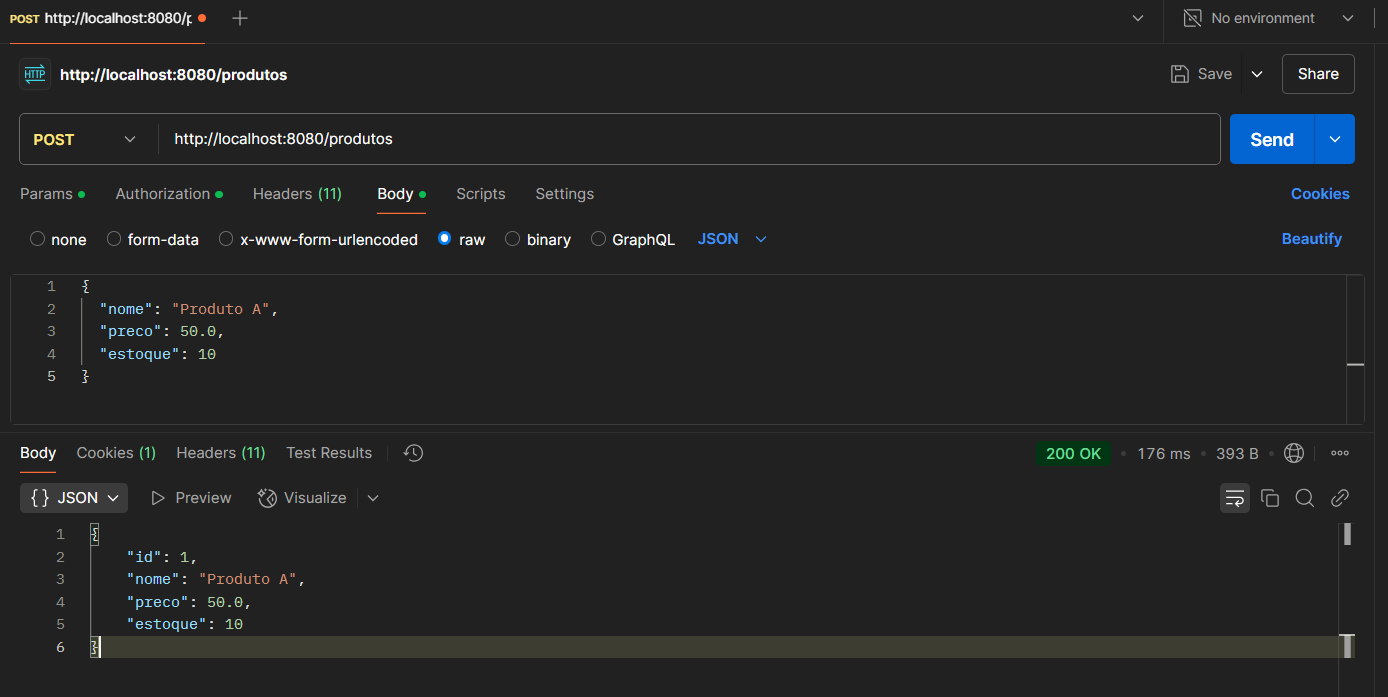 POST http://localhost:8080/p No environment
HTTP http://localhost:8080/produtos Save Share
POST http://localhost:8080/produtos Send
Params Authorization Headers (11) Body Scripts Settings Cookies
none form-data x-www-form-urlencoded raw binary GraphQL JSON Beautify
1 {
2 "nome": "Produto A",
3 "preco": 50.0,
4 "estoque": 10
5 }
Body Cookies (1) Headers (11) Test Results 200 OK • 176 ms • 393 B •
{} JSON Preview Visualize
1 {
2 "id": 1,
3 "nome": "Produto A",
4 "preco": 50.0,
5 "estoque": 10
6 }